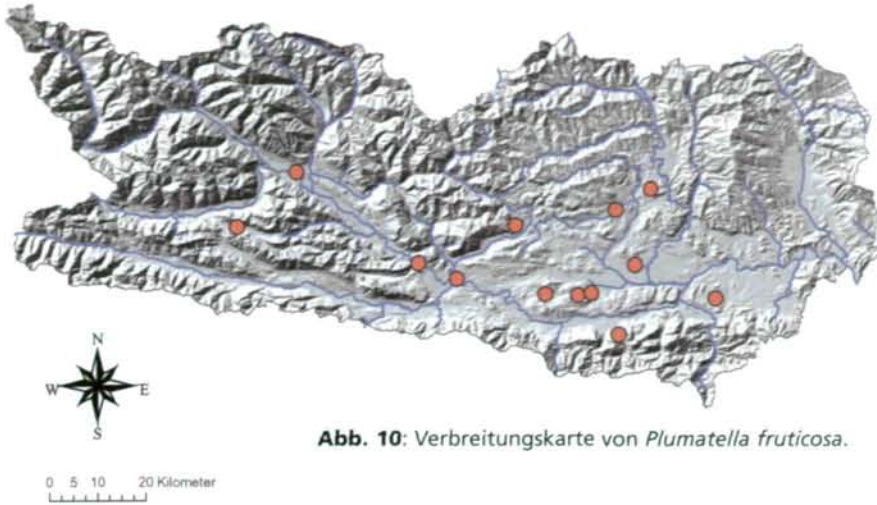 N
W E
S
Abb. 10: Verbreitungskarte von Plumatella fruticosa.
0 5 10 20 Kilometer